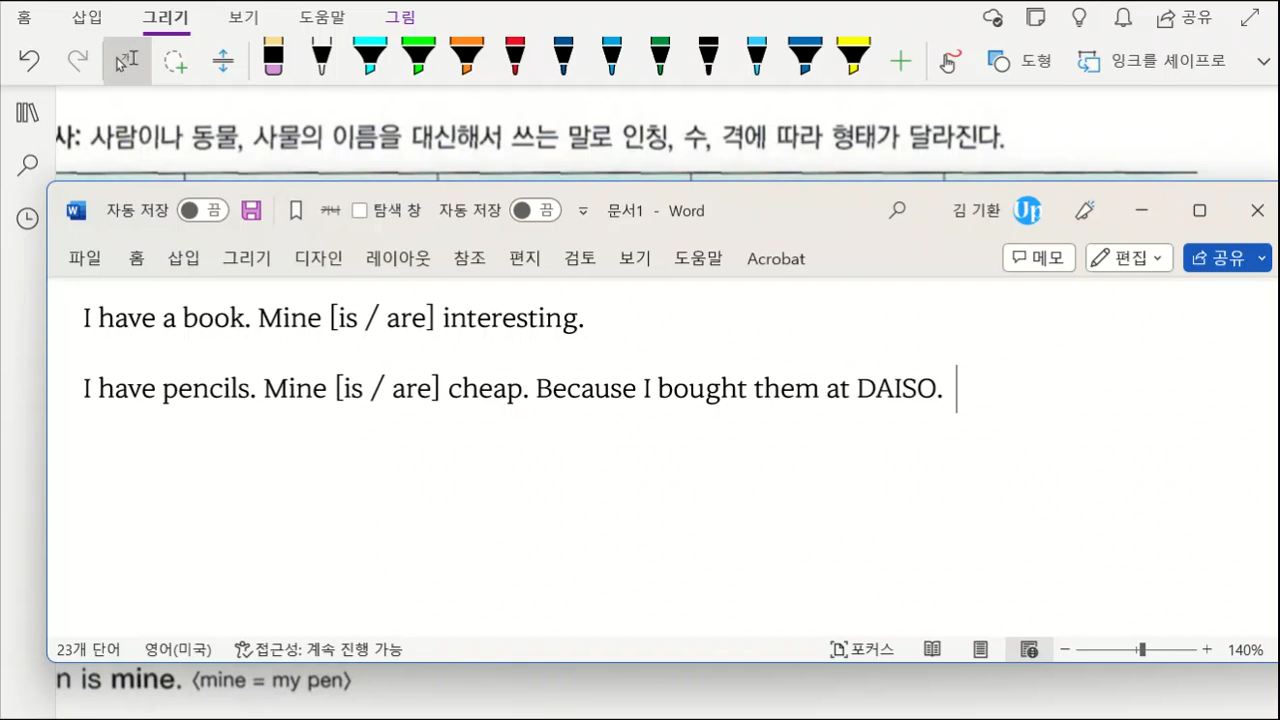 홈 삽입 그리기 보기 도움말 그림 공유
도형 잉크를 셰이프로
사: 사람이나 동물, 사물의 이름을 대신해서 쓰는 말로 인칭, 수, 격에 따라 형태가 달라진다.
자동 저장 끔 가나 탐색 창 자동 저장 끔 문서1 - Word 김 기환 Up
파일 홈 삽입 그리기 디자인 레이아웃 참조 편지 검토 보기 도움말 Acrobat 메모 편집 공유
I have a book. Mine [is / are] interesting.
I have pencils. Mine [is / are] cheap. Because I bought them at DAISO.
23개 단어 영어(미국) 접근성: 계속 진행 가능 포커스 140%
n is mine. 〈mine = my pen〉